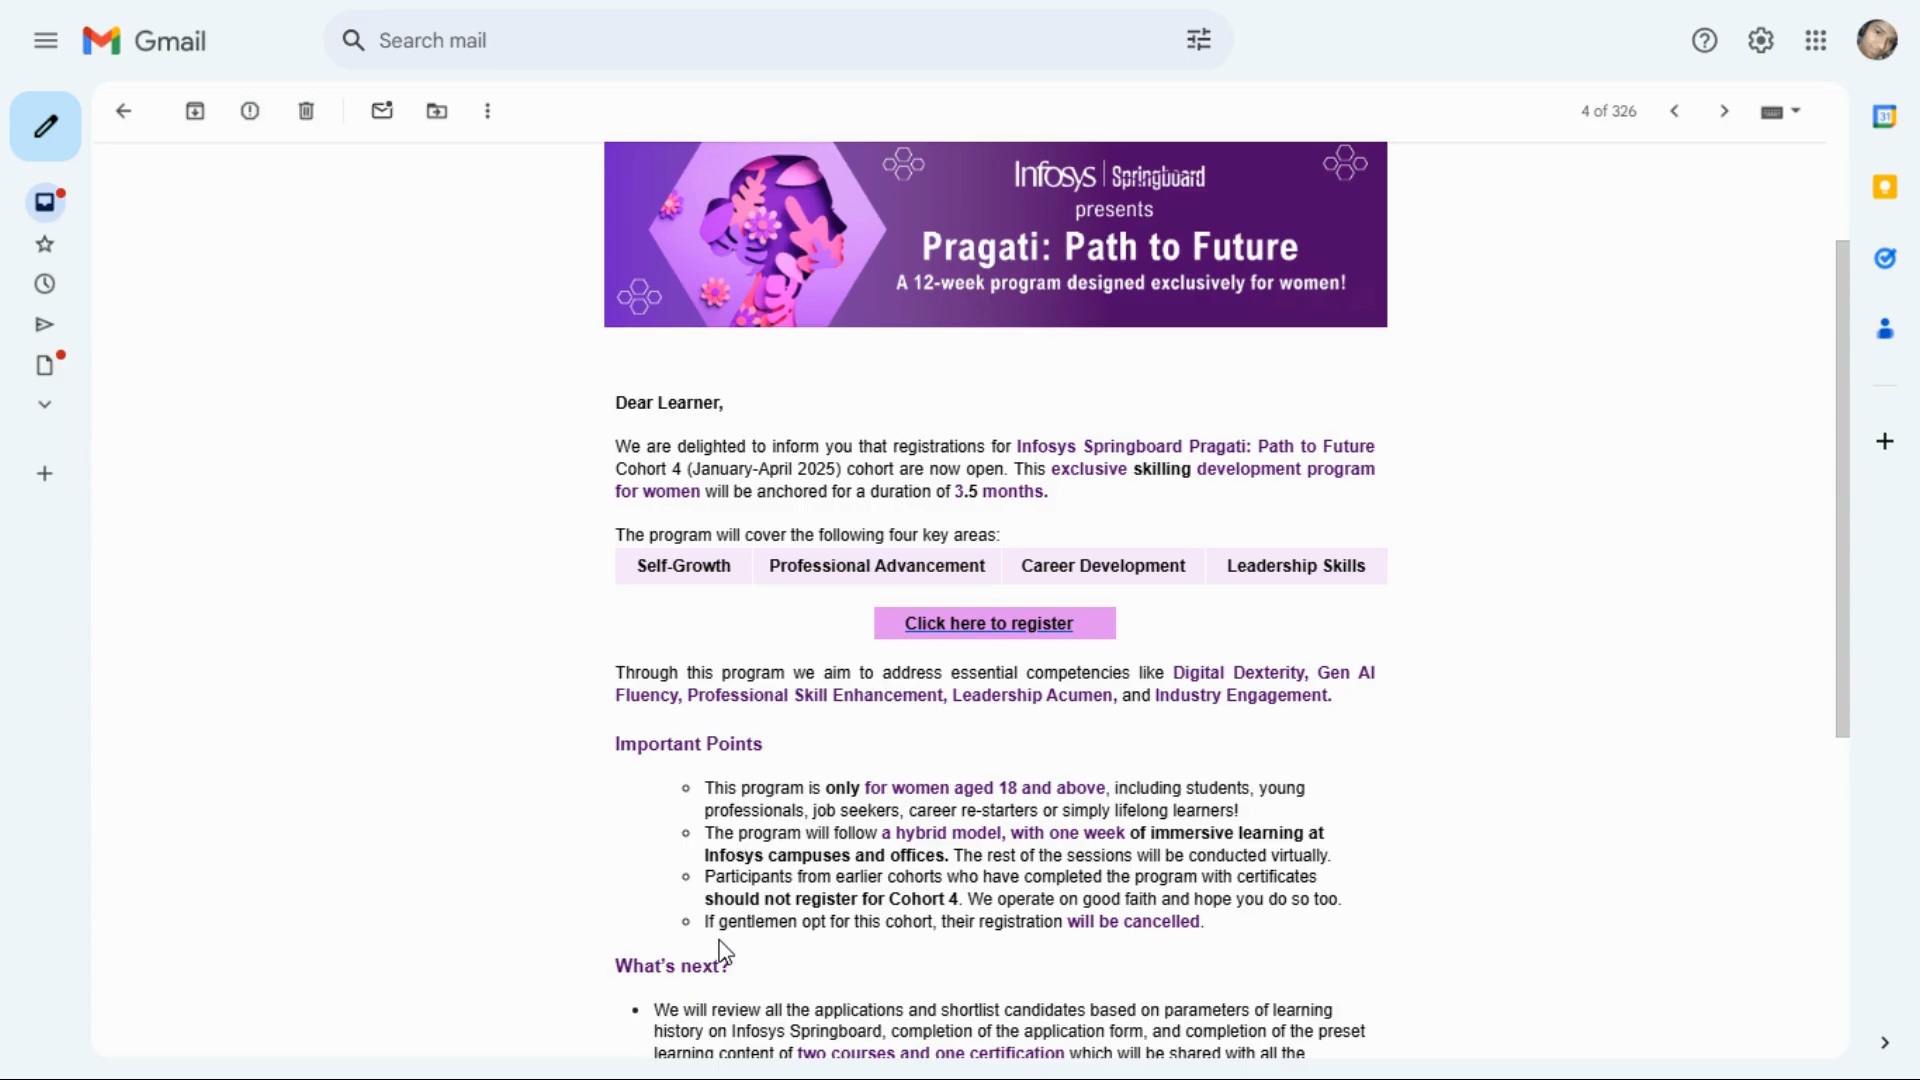 Gmail
Search mail
4 of 326
31
Infosys | Springboard
presents
Pragati: Path to Future
A 12-week program designed exclusively for women!
Dear Learner,
We are delighted to inform you that registrations for Infosys Springboard Pragati: Path to Future
Cohort 4 (January-April 2025) cohort are now open. This exclusive skilling development program
for women will be anchored for a duration of 3.5 months.
The program will cover the following four key areas:
Self-Growth Professional Advancement Career Development Leadership Skills
Click here to register
Through this program we aim to address essential competencies like Digital Dexterity, Gen AI
Fluency, Professional Skill Enhancement, Leadership Acumen, and Industry Engagement.
Important Points
This program is only for women aged 18 and above, including students, young
professionals, job seekers, career re-starters or simply lifelong learners!
The program will follow a hybrid model, with one week of immersive learning at
Infosys campuses and offices. The rest of the sessions will be conducted virtually.
Participants from earlier cohorts who have completed the program with certificates
should not register for Cohort 4. We operate on good faith and hope you do so too.
If gentlemen opt for this cohort, their registration will be cancelled.
What's next?
We will review all the applications and shortlist candidates based on parameters of learning
history on Infosys Springboard, completion of the application form, and completion of the preset
learning content of two courses and one certification which will be shared with all the